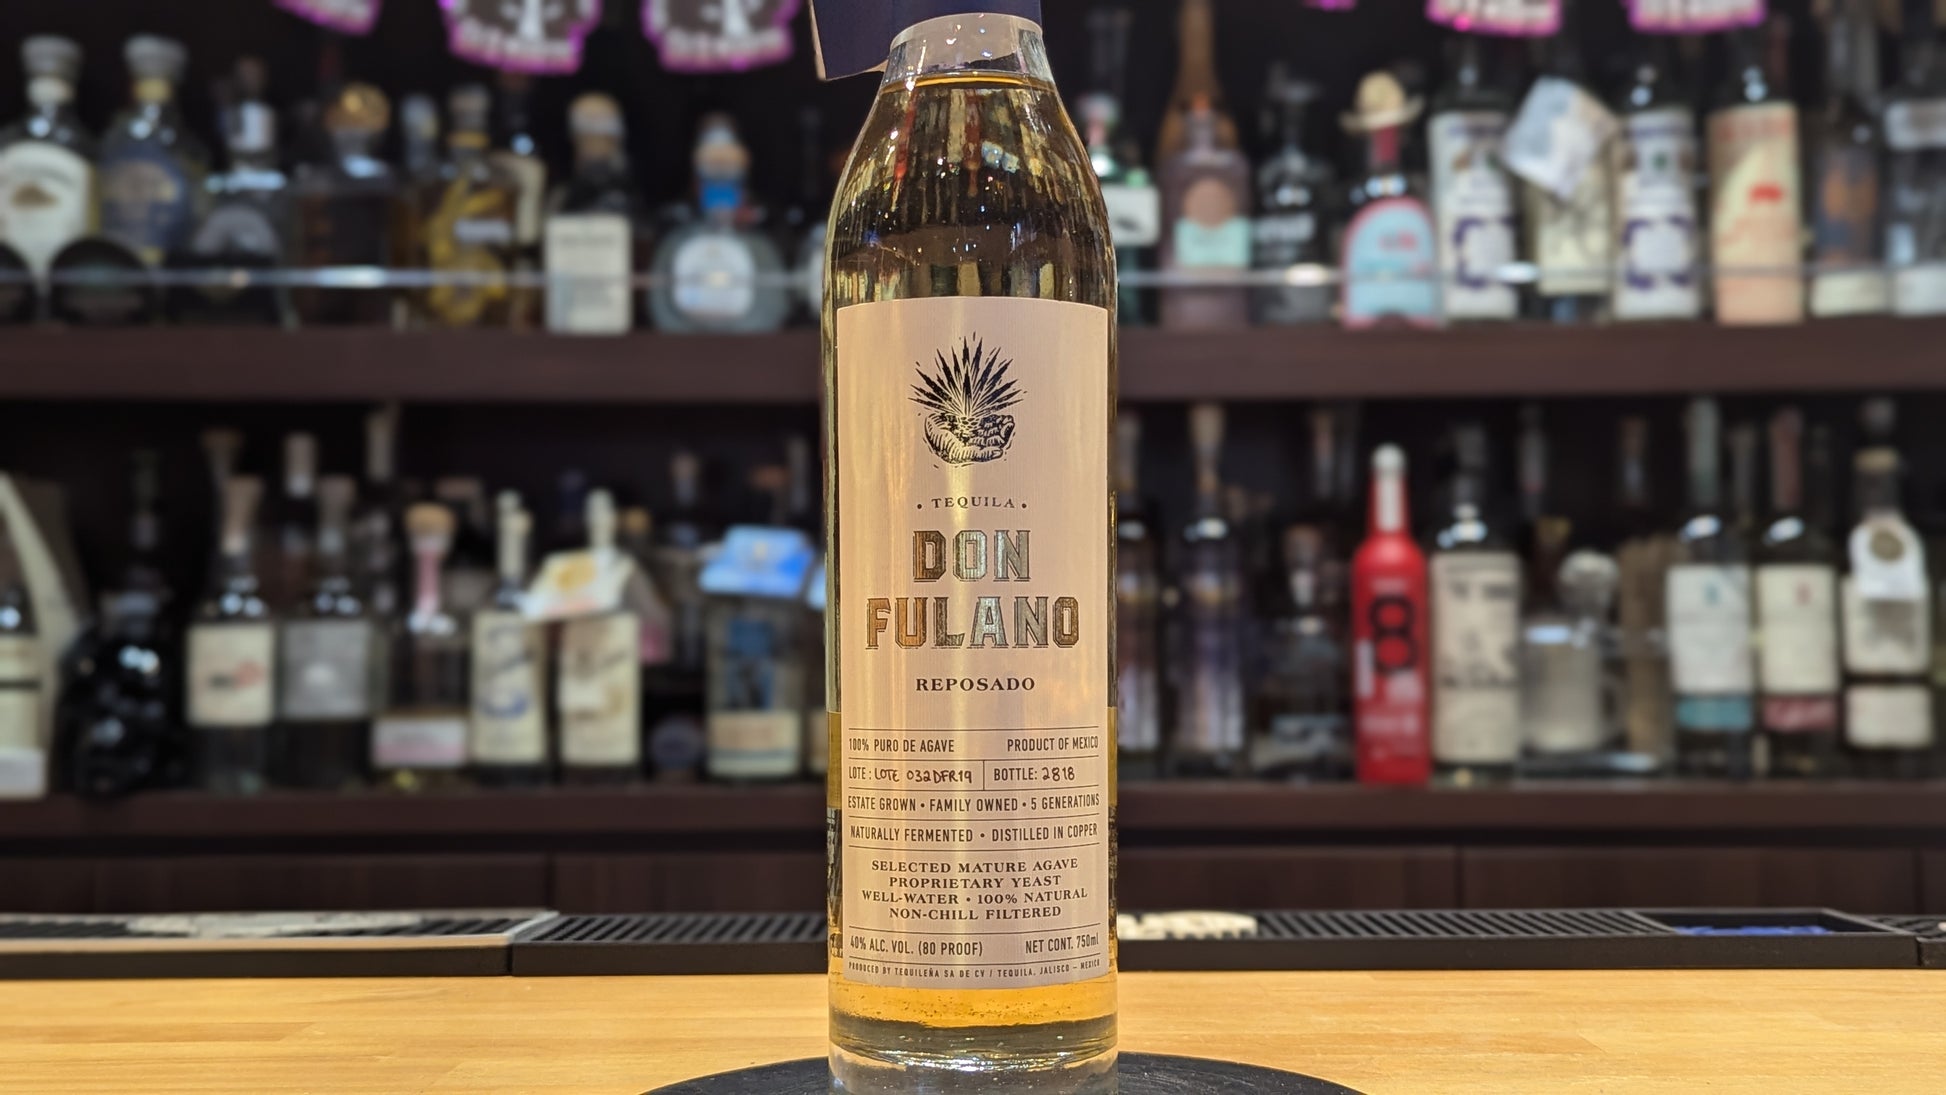 • TEQUILA •
DON
FULANO
REPOSADO
100% PURO DE AGAVE PRODUCT OF MEXICO
LOTE: LOTE 032DFR19 BOTTLE: 2818
ESTATE GROWN • FAMILY OWNED • 5 GENERATIONS
NATURALLY FERMENTED • DISTILLED IN COPPER
SELECTED MATURE AGAVE
PROPRIETARY YEAST
WELL-WATER • 100% NATURAL
NON-CHILL FILTERED
40% ALC. VOL. (80 PROOF) NET CONT. 750ml
PRODUCED BY TEQUILEÑA SA DE CV / TEQUILA, JALISCO – MEXICO
8